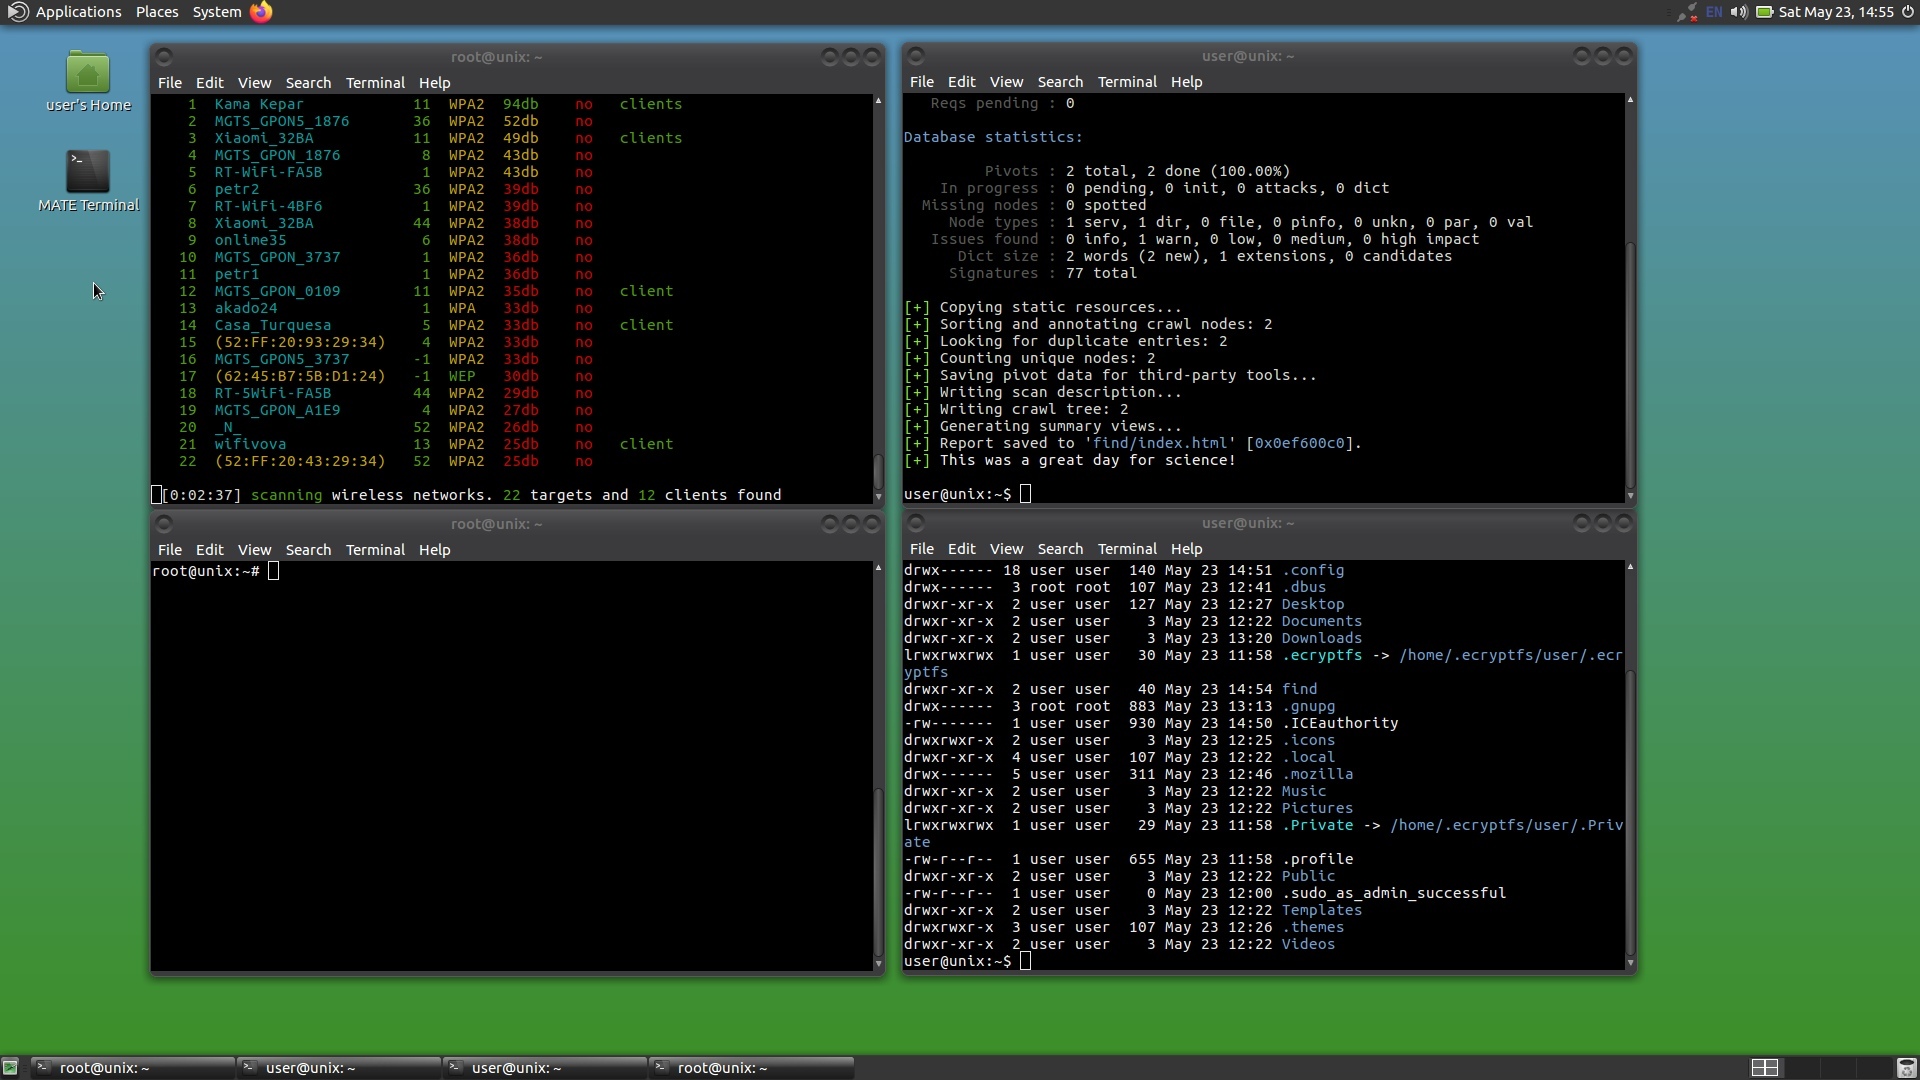 Applications Places System
EN Sat May 23, 14:55
user's Home
MATE Terminal
root@unix: ~
File Edit View Search Terminal Help
1 Kama Kepar 11 WPA2 94db no clients
2 MGTS_GPON5_1876 36 WPA2 52db no
3 Xiaomi_32BA 11 WPA2 49db no clients
4 MGTS_GPON_1876 8 WPA2 43db no
5 RT-WiFi-FA5B 1 WPA2 43db no
6 petr2 36 WPA2 39db no
7 RT-WiFi-4BF6 1 WPA2 39db no
8 Xiaomi_32BA 44 WPA2 38db no
9 onlime35 6 WPA2 38db no
10 MGTS_GPON_3737 1 WPA2 36db no
11 petr1 1 WPA2 36db no
12 MGTS_GPON_0109 11 WPA2 35db no client
13 akado24 1 WPA 33db no
14 Casa_Turquesa 5 WPA2 33db no client
15 (52:FF:20:93:29:34) 4 WPA2 33db no
16 MGTS_GPON5_3737 -1 WPA2 33db no
17 (62:45:B7:5B:D1:24) -1 WEP 30db no
18 RT-5WiFi-FA5B 44 WPA2 29db no
19 MGTS_GPON_A1E9 4 WPA2 27db no
20 _N_ 52 WPA2 26db no
21 wifivova 13 WPA2 25db no client
22 (52:FF:20:43:29:34) 52 WPA2 25db no
[0:02:37] scanning wireless networks. 22 targets and 12 clients found
user@unix: ~
File Edit View Search Terminal Help
Reqs pending : 0
Database statistics:
Pivots : 2 total, 2 done (100.00%)
In progress : 0 pending, 0 init, 0 attacks, 0 dict
Missing nodes : 0 spotted
Node types : 1 serv, 1 dir, 0 file, 0 pinfo, 0 unkn, 0 par, 0 val
Issues found : 0 info, 1 warn, 0 low, 0 medium, 0 high impact
Dict size : 2 words (2 new), 1 extensions, 0 candidates
Signatures : 77 total
[+] Copying static resources...
[+] Sorting and annotating crawl nodes: 2
[+] Looking for duplicate entries: 2
[+] Counting unique nodes: 2
[+] Saving pivot data for third-party tools...
[+] Writing scan description...
[+] Writing crawl tree: 2
[+] Generating summary views...
[+] Report saved to 'find/index.html' [0x0ef600c0].
[+] This was a great day for science!
user@unix:~$
root@unix: ~
File Edit View Search Terminal Help
root@unix:~#
user@unix: ~
File Edit View Search Terminal Help
drwx------ 18 user user 140 May 23 14:51 .config
drwx------ 3 root root 107 May 23 12:41 .dbus
drwxr-xr-x 2 user user 127 May 23 12:27 Desktop
drwxr-xr-x 2 user user 3 May 23 12:22 Documents
drwxr-xr-x 2 user user 3 May 23 13:20 Downloads
lrwxrwxrwx 1 user user 30 May 23 11:58 .ecryptfs -> /home/.ecryptfs/user/.ecr
yptfs
drwxr-xr-x 2 user user 40 May 23 14:54 find
drwx------ 3 root root 883 May 23 13:13 .gnupg
-rw------- 1 user user 930 May 23 14:50 .ICEauthority
drwxrwxr-x 2 user user 3 May 23 12:25 .icons
drwxr-xr-x 4 user user 107 May 23 12:22 .local
drwx------ 5 user user 311 May 23 12:46 .mozilla
drwxr-xr-x 2 user user 3 May 23 12:22 Music
drwxr-xr-x 2 user user 3 May 23 12:22 Pictures
lrwxrwxrwx 1 user user 29 May 23 11:58 .Private -> /home/.ecryptfs/user/.Priv
ate
-rw-r--r-- 1 user user 655 May 23 11:58 .profile
drwxr-xr-x 2 user user 3 May 23 12:22 Public
-rw-r--r-- 1 user user 0 May 23 12:00 .sudo_as_admin_successful
drwxr-xr-x 2 user user 3 May 23 12:22 Templates
drwxrwxr-x 3 user user 107 May 23 12:26 .themes
drwxr-xr-x 2 user user 3 May 23 12:22 Videos
user@unix:~$
root@unix: ~ user@unix: ~ user@unix: ~ root@unix: ~